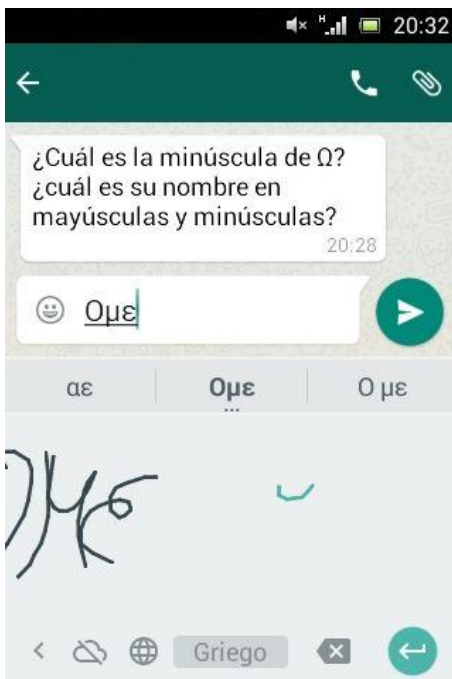 20:32
¿Cuál es la minúscula de Ω?
¿cuál es su nombre en
mayúsculas y minúsculas?
20:28
Ομε
αε Ομε Ο με
Griego